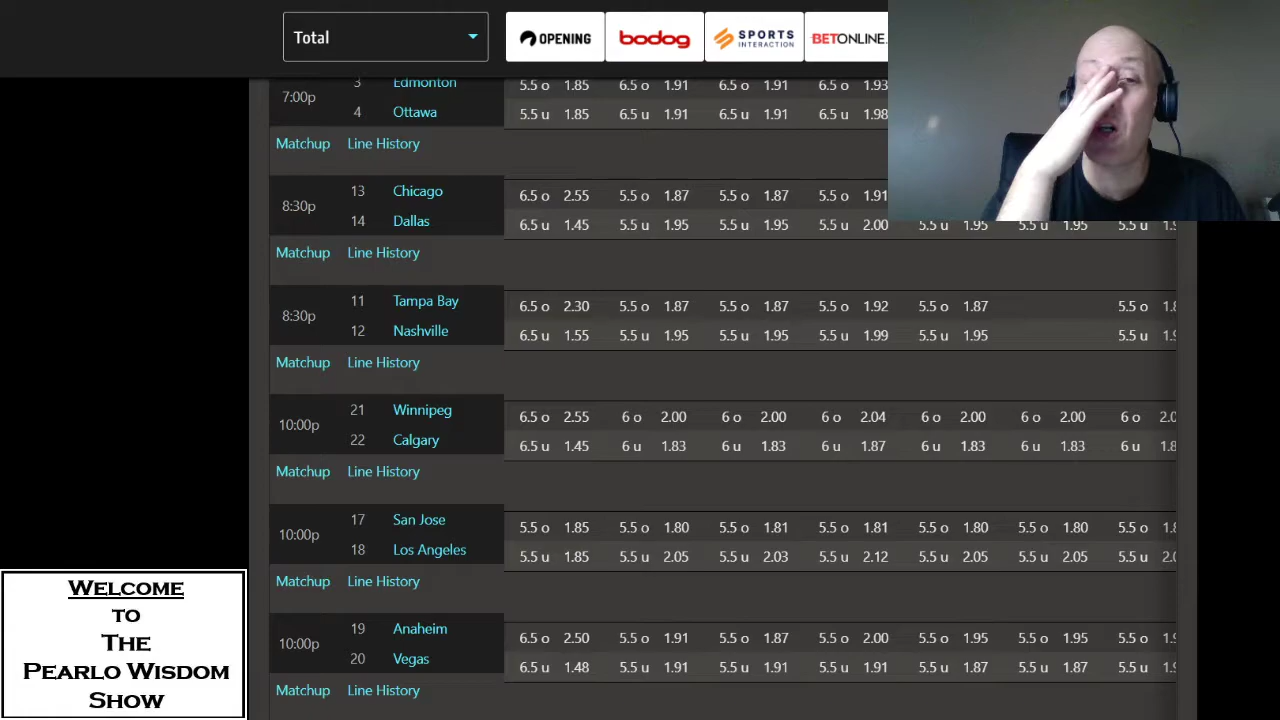 Total
OPENING
bodog
SPORTS INTERACTION
BETONLINE.
3 Edmonton 5.5 o 1.85 6.5 o 1.91 6.5 o 1.91 6.5 o 1.93
7:00p
4 Ottawa 5.5 u 1.85 6.5 u 1.91 6.5 u 1.91 6.5 u 1.98
Matchup Line History
13 Chicago 6.5 o 2.55 5.5 o 1.87 5.5 o 1.87 5.5 o 1.91
8:30p
14 Dallas 6.5 u 1.45 5.5 u 1.95 5.5 u 1.95 5.5 u 2.00 5.5 u 1.95 5.5 u 1.95 5.5 u
Matchup Line History
11 Tampa Bay 6.5 o 2.30 5.5 o 1.87 5.5 o 1.87 5.5 o 1.92 5.5 o 1.87 5.5 o
8:30p
12 Nashville 6.5 u 1.55 5.5 u 1.95 5.5 u 1.95 5.5 u 1.99 5.5 u 1.95 5.5 u
Matchup Line History
21 Winnipeg 6.5 o 2.55 6 o 2.00 6 o 2.00 6 o 2.04 6 o 2.00 6 o 2.00 6 o
10:00p
22 Calgary 6.5 u 1.45 6 u 1.83 6 u 1.83 6 u 1.87 6 u 1.83 6 u 1.83 6 u
Matchup Line History
17 San Jose 5.5 o 1.85 5.5 o 1.80 5.5 o 1.81 5.5 o 1.81 5.5 o 1.80 5.5 o 1.80 5.5 o
10:00p
18 Los Angeles 5.5 u 1.85 5.5 u 2.05 5.5 u 2.03 5.5 u 2.12 5.5 u 2.05 5.5 u 2.05 5.5 u
Matchup Line History
19 Anaheim 6.5 o 2.50 5.5 o 1.91 5.5 o 1.87 5.5 o 2.00 5.5 o 1.95 5.5 o 1.95 5.5 o
10:00p
20 Vegas 6.5 u 1.48 5.5 u 1.91 5.5 u 1.91 5.5 u 1.91 5.5 u 1.87 5.5 u 1.87 5.5 u
Matchup Line History
Welcome
to
The
Pearlo Wisdom
Show